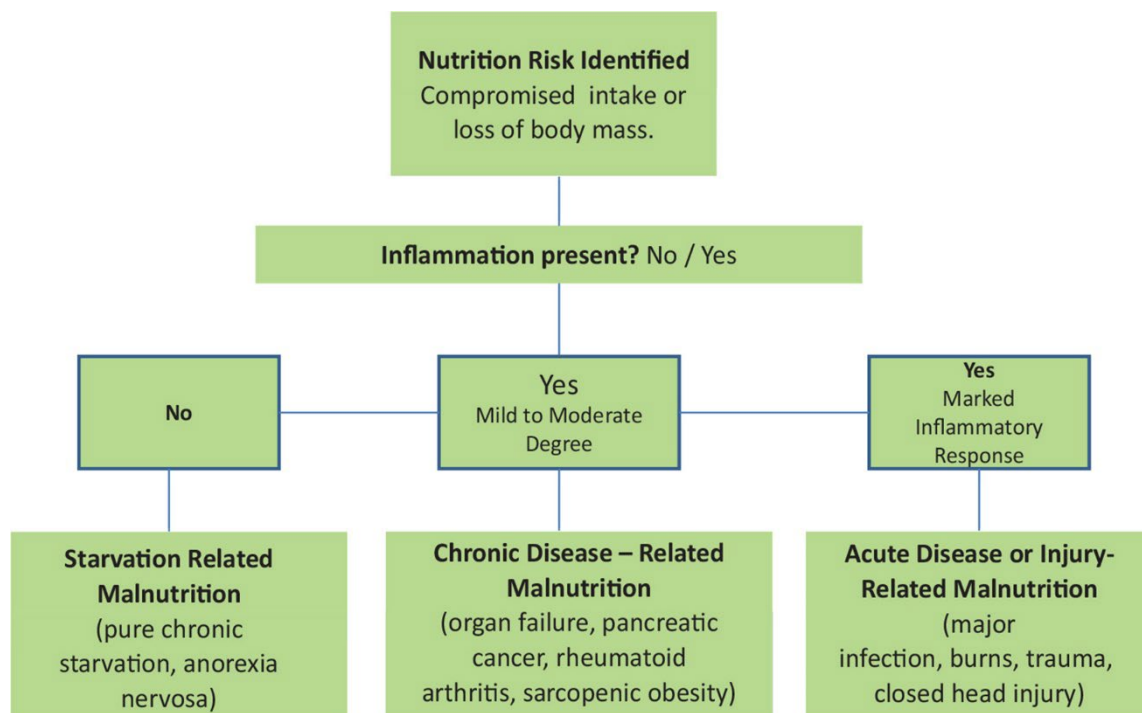 Nutrition Risk Identified
Compromised intake or
loss of body mass.
Inflammation present? No / Yes
No
Yes
Mild to Moderate
Degree
Yes
Marked
Inflammatory
Response
Starvation Related
Malnutrition
(pure chronic
starvation, anorexia
nervosa)
Chronic Disease – Related
Malnutrition
(organ failure, pancreatic
cancer, rheumatoid
arthritis, sarcopenic obesity)
Acute Disease or Injury-
Related Malnutrition
(major
infection, burns, trauma,
closed head injury)